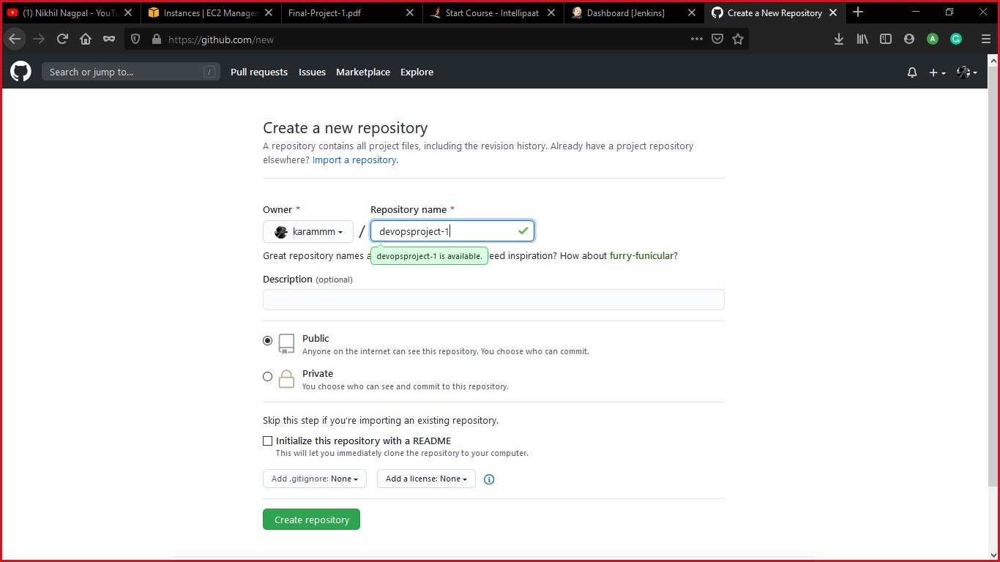 (1) Nikhil Nagpal - YouTu
Instances | EC2 Managen
Final-Project-1.pdf
Start Course - Intellipaat
Dashboard [Jenkins]
Create a New Repository
https://github.com/new
A
G
Search or jump to...
/
Pull requests
Issues
Marketplace
Explore
Create a new repository
A repository contains all project files, including the revision history. Already have a project repository
elsewhere? Import a repository.
Owner *
Repository name *
karammm
/
devopsproject-1
Great repository names a
devopsproject-1 is available.
eed inspiration? How about furry-funicular?
Description (optional)
Public
Anyone on the internet can see this repository. You choose who can commit.
Private
You choose who can see and commit to this repository.
Skip this step if you're importing an existing repository.
Initialize this repository with a README
This will let you immediately clone the repository to your computer.
Add .gitignore: None
Add a license: None
Create repository